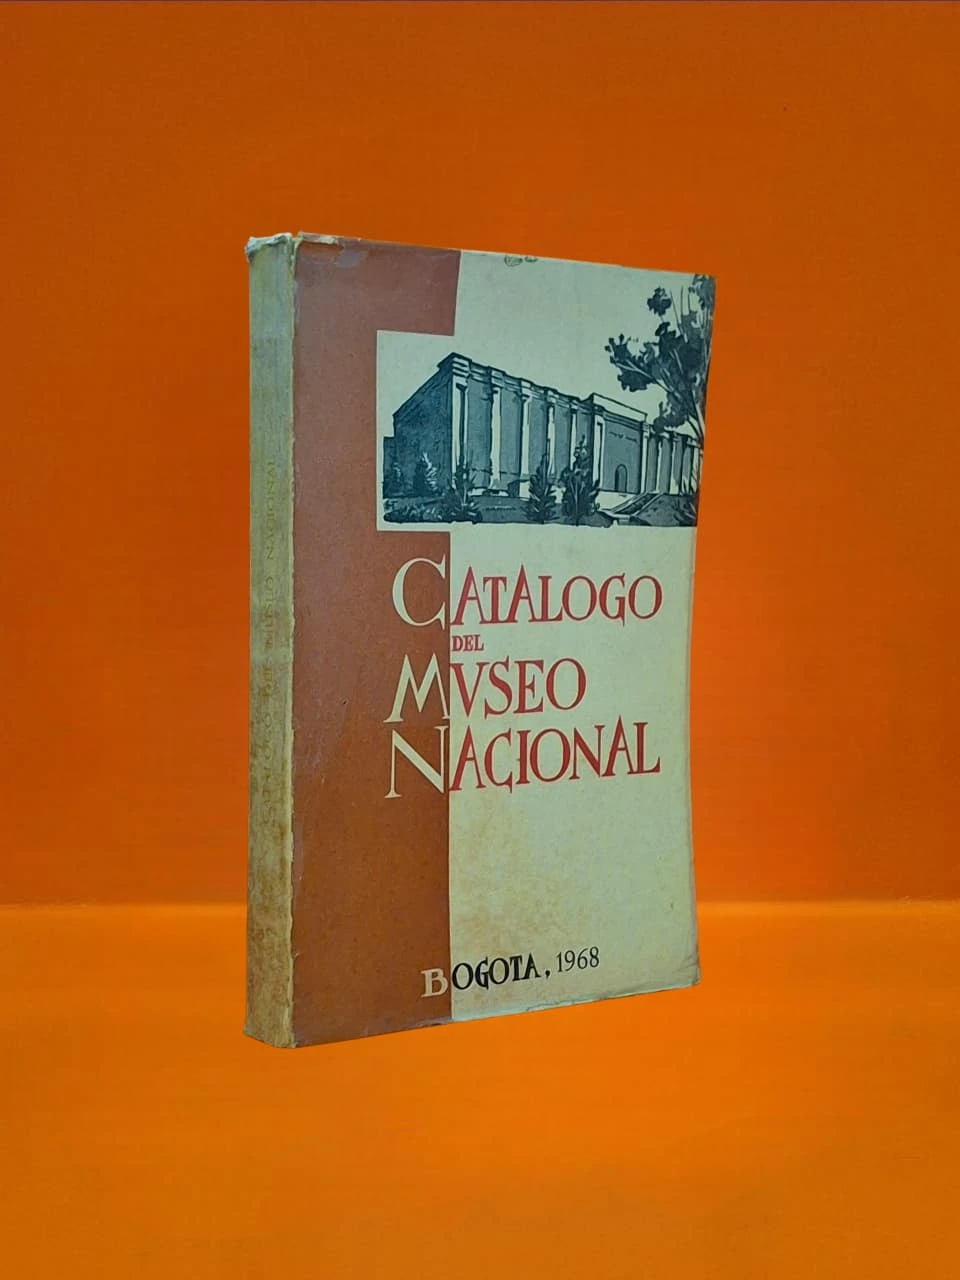 CATALOGO
DEL
MVSEO
NACIONAL
BOGOTA, 1968
CATALOGO DEL MUSEO NACIONAL